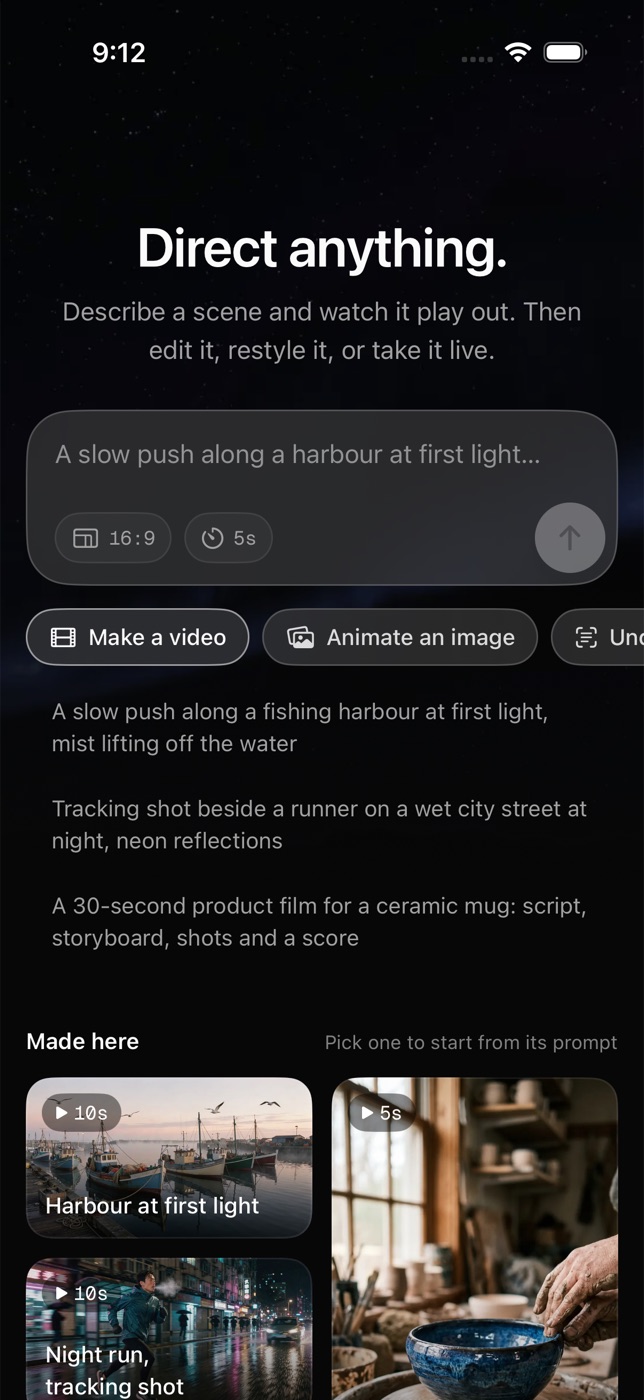 9:12
Direct anything.
Describe a scene and watch it play out. Then
edit it, restyle it, or take it live.
A slow push along a harbour at first light...
16:9 5s
Make a video Animate an image
A slow push along a fishing harbour at first light,
mist lifting off the water
Tracking shot beside a runner on a wet city street at
night, neon reflections
A 30-second product film for a ceramic mug: script,
storyboard, shots and a score
Made here Pick one to start from its prompt
10s
Harbour at first light
5s
10s
Night run,
tracking shot